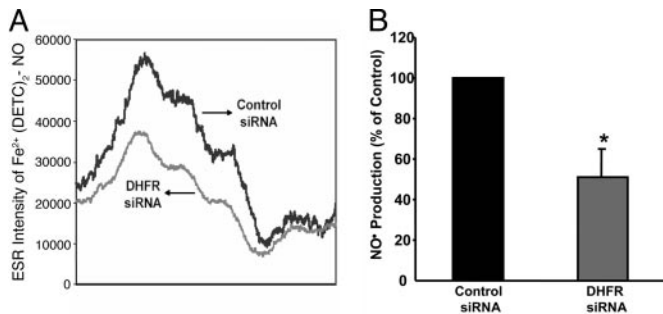 A
ESR Intensity of Fe²⁺ (DETC)₂- NO
60000
50000
40000
30000
20000
10000
0
Control
siRNA
DHFR
siRNA
B
NO• Production (% of Control)
120
100
80
60
40
20
0
*
Control
siRNA
DHFR
siRNA